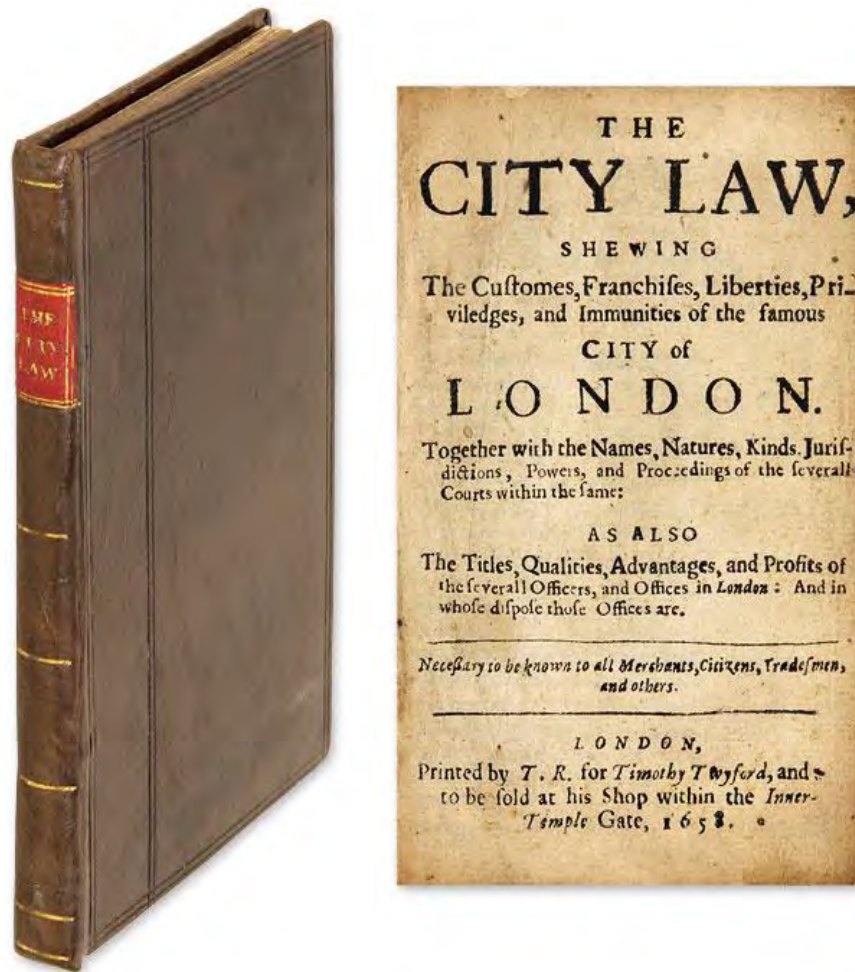 THE
CITY
LAW
THE
CITY LAW,
SHEWING
The Cuſtomes, Franchiſes, Liberties, Pri-
viledges, and Immunities of the famous
CITY of
LONDON.
Together with the Names, Natures, Kinds. Juriſ-
dictions, Powers, and Proceedings of the ſeverall
Courts within the ſame:
AS ALSO
The Titles, Qualities, Advantages, and Profits of
the ſeverall Officers, and Offices in London: And in
whoſe diſpoſe thoſe Offices are.
Neceſſary to be known to all Merchants, Citizens, Tradeſmen,
and others.
LONDON,
Printed by T. R. for Timothy Twyford, and
to be ſold at his Shop within the Inner-
Temple Gate, 1658.